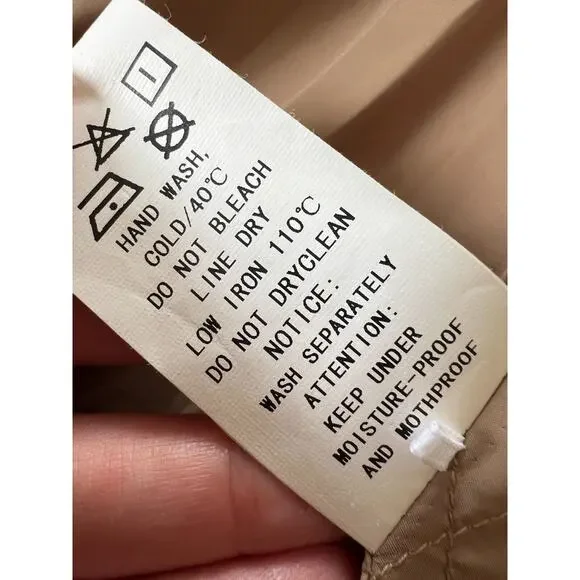 HAND WASH,
COLD/40℃
DO NOT BLEACH
LINE DRY
LOW IRON 110℃
DO NOT DRYCLEAN
NOTICE:
WASH SEPARATELY
ATTENTION:
KEEP UNDER
MOISTURE-PROOF
AND MOTHPROOF